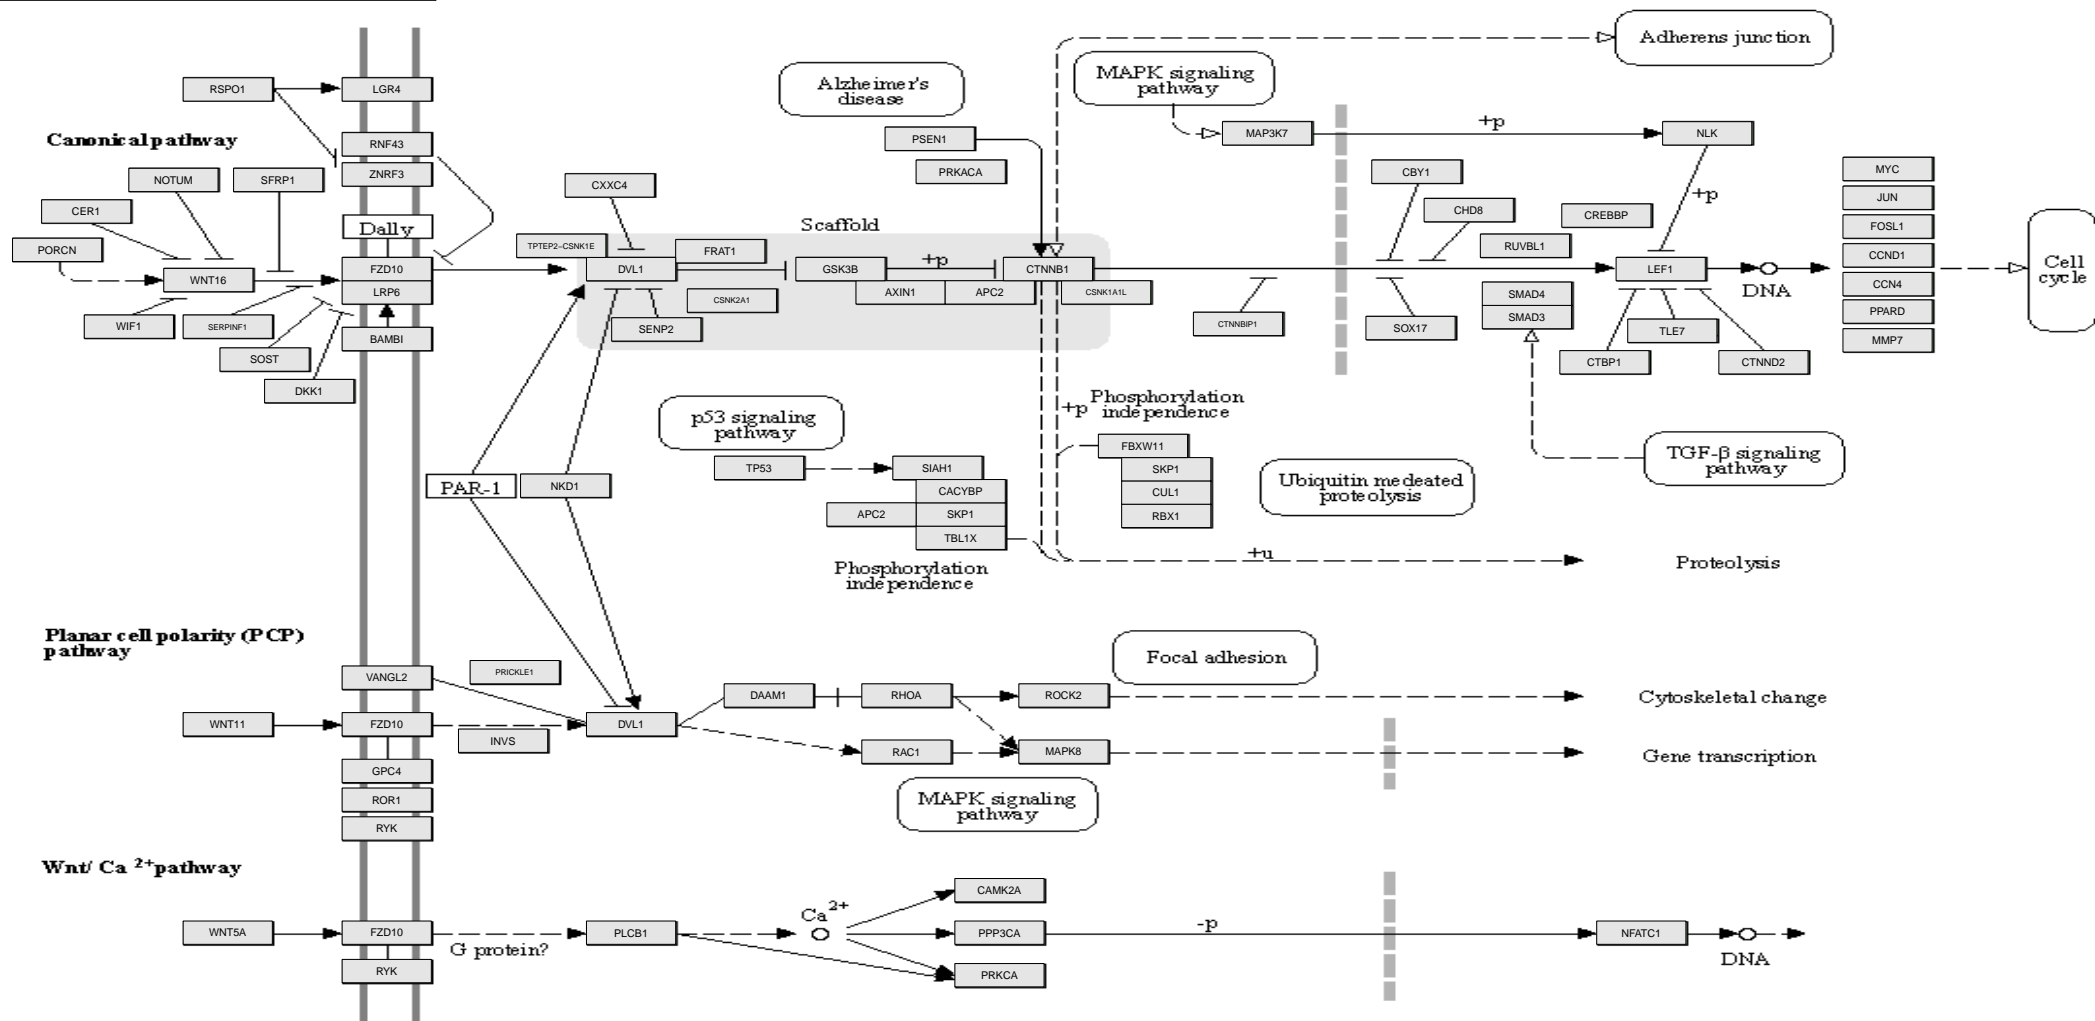 Adherens junction
MAPK signaling
pathway
Alzheimer's
disease
RSPO1
LGR4
Canonical pathway
RNF43
ZNRF3
PSEN1
PRKACA
MAP3K7
+p
NLK
+p
NOTUM
SFRP1
CXXC4
CBY1
MYC
CER1
CHD8
CREBBP
JUN
Dally
Scaffold
FOSL1
PORCN
TPTEP2-CSNK1E
FRAT1
RUVBL1
CCND1
WNT16
FZD10
DVL1
GSK3B
+p
CTNNB1
LEF1
DNA
Cell
cycle
LRP6
CSNK2A1
AXIN1
APC2
CSNK1A1L
SMAD4
CCN4
WIF1
SERPINF1
SENP2
CTNNBIP1
SOX17
SMAD3
TLE7
PPARD
BAMBI
MMP7
SOST
CTBP1
CTNND2
DKK1
Phosphorylation
independence
+p
p53 signaling
pathway
FBXW11
TGF-β signaling
pathway
TP53
SIAH1
SKP1
PAR-1
NKD1
CACYBP
CUL1
Ubiquitin medeated
proteolysis
APC2
SKP1
RBX1
TBL1X
+u
Proteolysis
Phosphorylation
independence
Planar cell polarity (PCP)
pathway
Focal adhesion
VANGL2
PRICKLE1
DAAM1
RHOA
ROCK2
Cytoskeletal change
WNT11
FZD10
INVS
DVL1
RAC1
MAPK8
Gene transcription
GPC4
ROR1
RYK
MAPK signaling
pathway
Wnt/ Ca 2+ pathway
CAMK2A
Ca2+
WNT5A
FZD10
G protein?
PLCB1
PPP3CA
-p
NFATC1
DNA
RYK
PRKCA